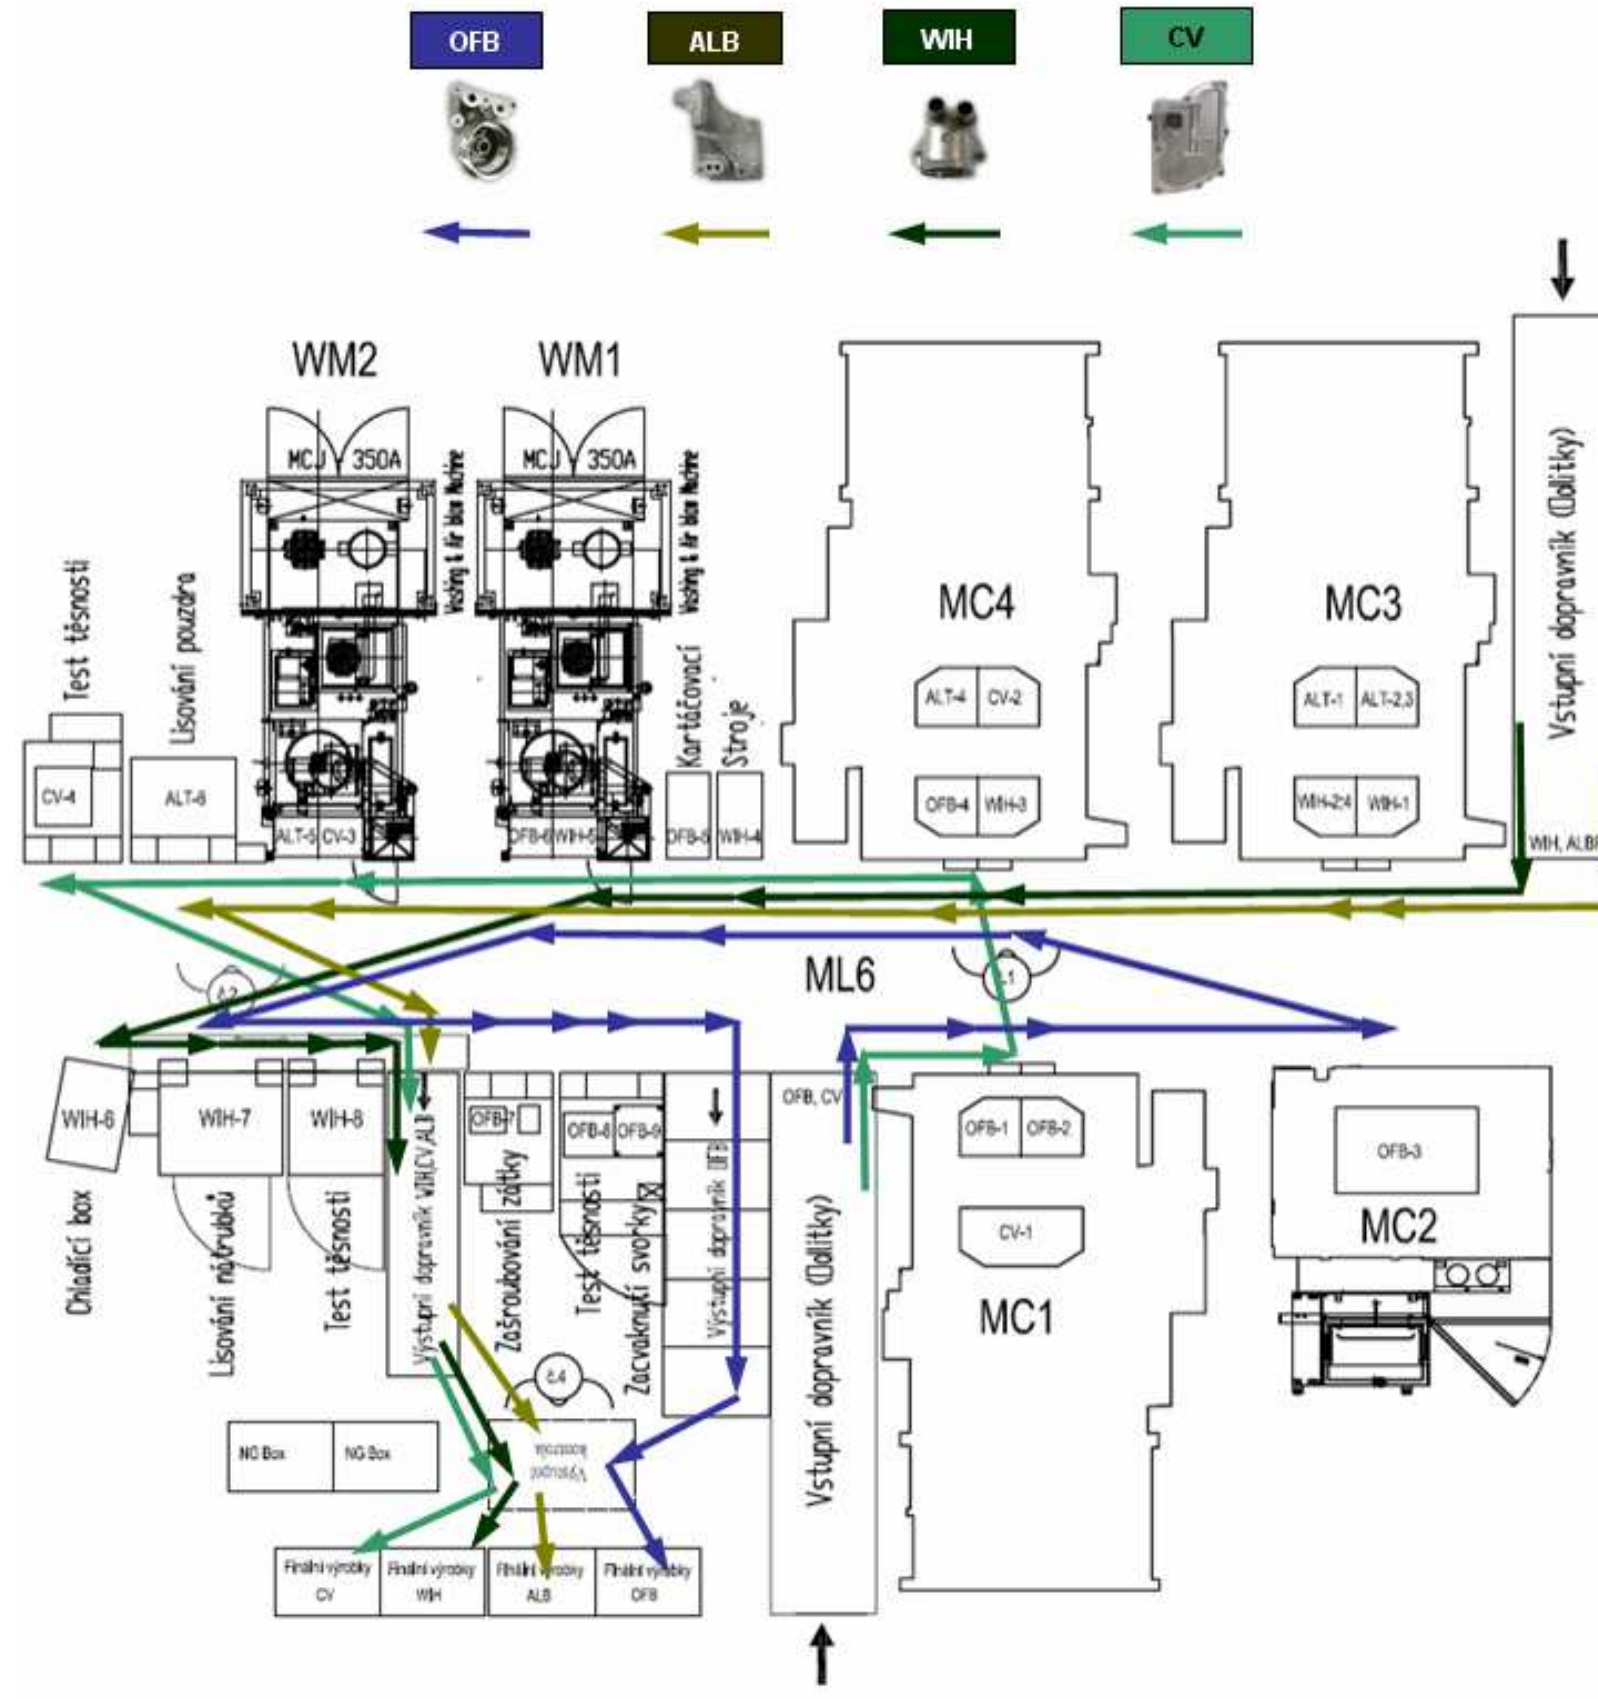 OFB
ALB
WIH
CV
WM2
WM1
MCJ 350A
MCJ 350A
Washing & Air blow Machine
Washing & Air blow Machine
MC4
MC3
Test těsnosti
Lisování pouzdra
Kartáčovací
Stroje
Vstupní dopravník (Odlitky)
ALT-4
CV-2
ALT-1
ALT-2,3
CV-4
ALT-6
OFB-4
WIH-3
WIH-2;4
WIH-1
ALT-5
CV-3
OFB-6
WIH-5
OFB-5
WIH-4
WIH, ALB
ML6
č.2
č.1
WIH-6
WIH-7
WIH-8
OFB-7
OFB-8
OFB-9
OFB, CV
OFB-1
OFB-2
OFB-3
CV-1
MC2
MC1
Chladící box
Lisování nátrubků
Test těsnosti
Výstupní dopravník WIH,CV,ALB
Zašroubování zátky
Test těsnosti
Zacvaknutí svorky
Výstupní dopravník OFB
Vstupní dopravník (Odlitky)
č.4
NG Box
NG Box
Výstupní
kontrola
Finální výrobky
CV
Finální výrobky
WIH
Finální výrobky
ALB
Finální výrobky
OFB